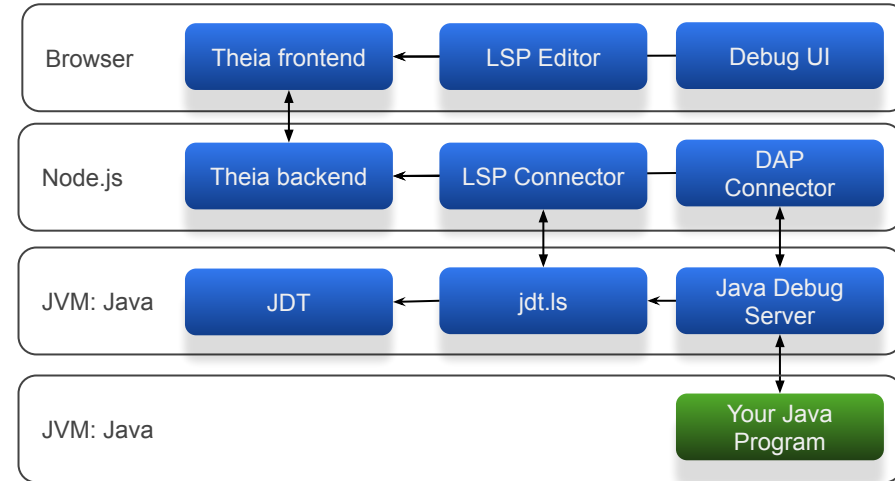 Browser
Theia frontend
LSP Editor
Debug UI
Node.js
Theia backend
LSP Connector
DAP
Connector
JVM: Java
JDT
jdt.ls
Java Debug
Server
JVM: Java
Your Java
Program